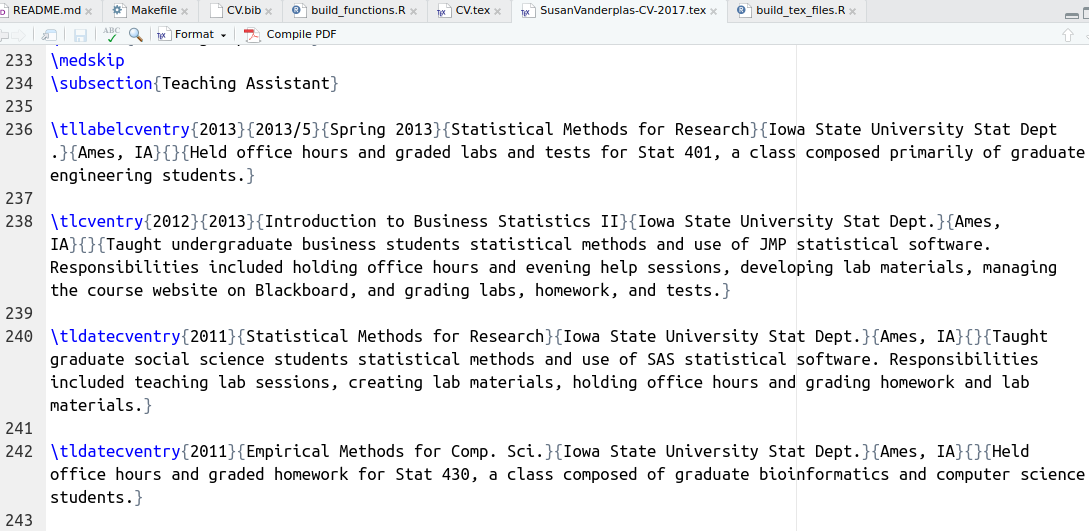 README.md Makefile CV.bib build_functions.R CV.tex SusanVanderplas-CV-2017.tex build_tex_files.R
ABC Format Compile PDF
233 \medskip
234 \subsection{Teaching Assistant}
235
236 \tllabelcventry{2013}{2013/5}{Spring 2013}{Statistical Methods for Research}{Iowa State University Stat Dept
.}{Ames, IA}{}{Held office hours and graded labs and tests for Stat 401, a class composed primarily of graduate
engineering students.}
237
238 \tlcventry{2012}{2013}{Introduction to Business Statistics II}{Iowa State University Stat Dept.}{Ames,
IA}{}{Taught undergraduate business students statistical methods and use of JMP statistical software.
Responsibilities included holding office hours and evening help sessions, developing lab materials, managing
the course website on Blackboard, and grading labs, homework, and tests.}
239
240 \tldatecventry{2011}{Statistical Methods for Research}{Iowa State University Stat Dept.}{Ames, IA}{}{Taught
graduate social science students statistical methods and use of SAS statistical software. Responsibilities
included teaching lab sessions, creating lab materials, holding office hours and grading homework and lab
materials.}
241
242 \tldatecventry{2011}{Empirical Methods for Comp. Sci.}{Iowa State University Stat Dept.}{Ames, IA}{}{Held
office hours and graded homework for Stat 430, a class composed of graduate bioinformatics and computer science
students.}
243